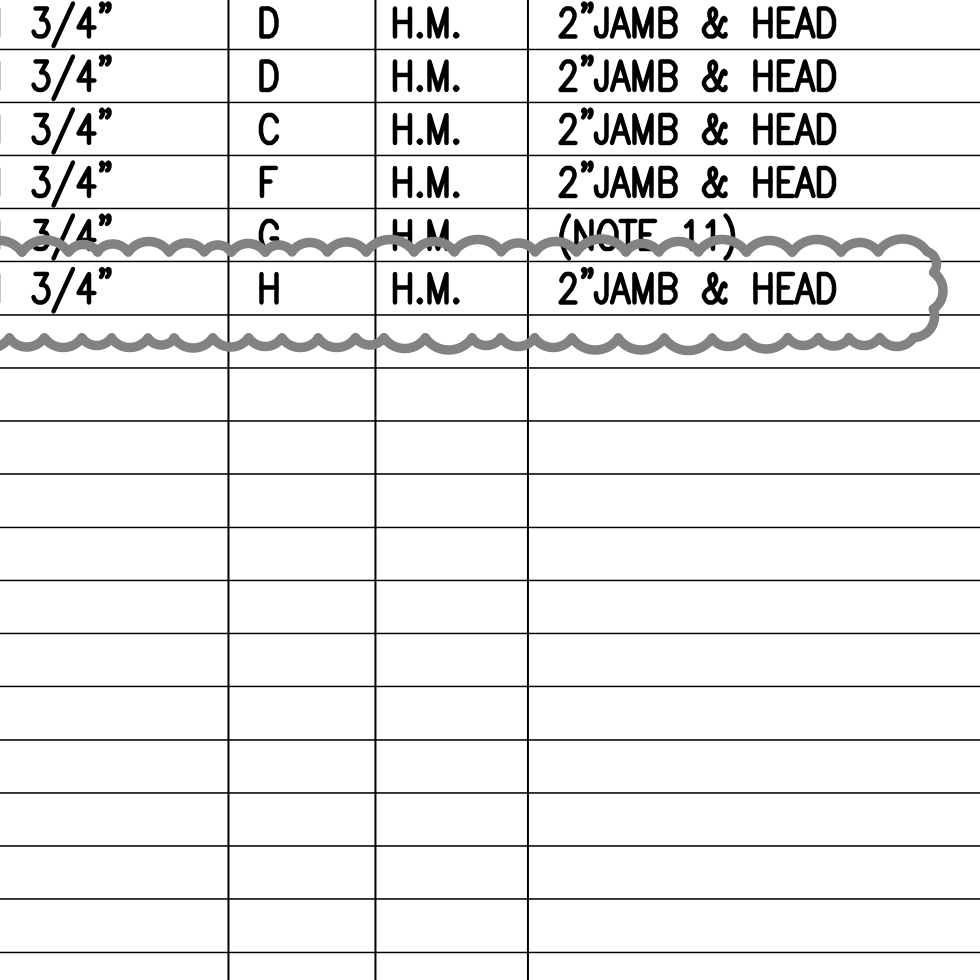 3/4” D H.M. 2”JAMB & HEAD
3/4” D H.M. 2”JAMB & HEAD
3/4” C H.M. 2”JAMB & HEAD
3/4” F H.M. 2”JAMB & HEAD
3/4” G H.M. (NOTE 11)
3/4” H H.M. 2”JAMB & HEAD